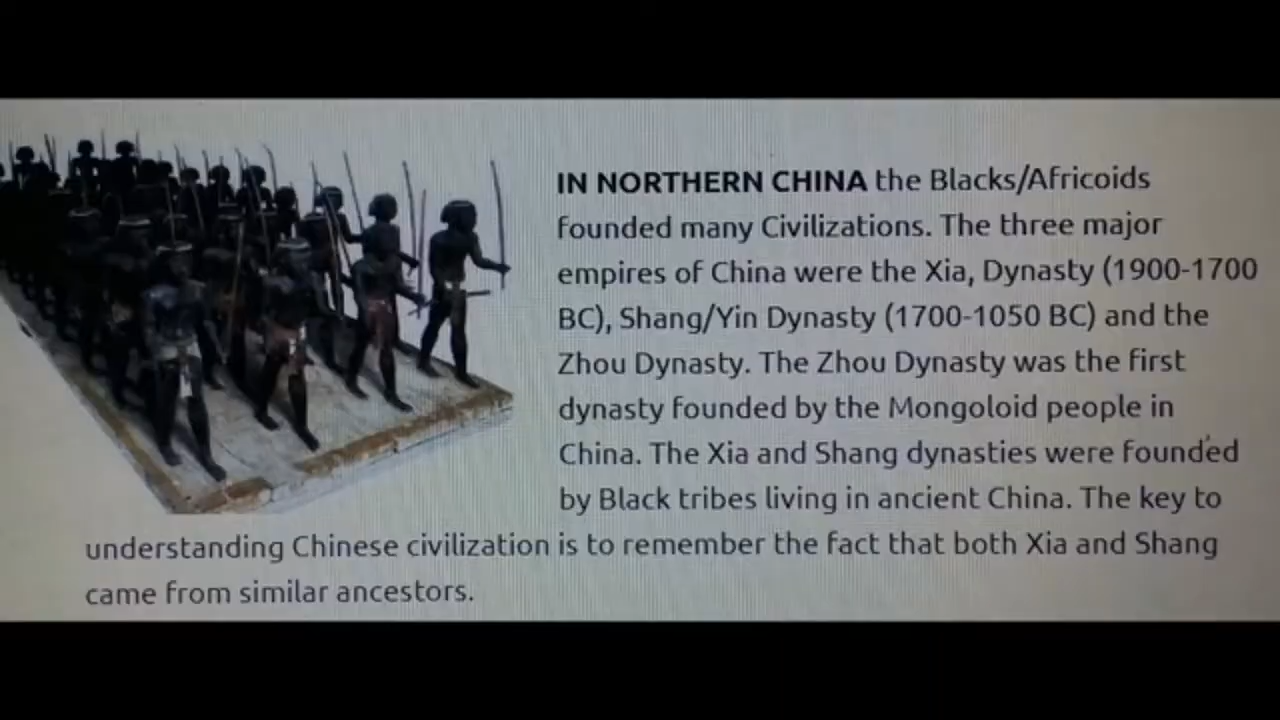 IN NORTHERN CHINA the Blacks/Africoids
founded many Civilizations. The three major
empires of China were the Xia, Dynasty (1900-1700
BC), Shang/Yin Dynasty (1700-1050 BC) and the
Zhou Dynasty. The Zhou Dynasty was the first
dynasty founded by the Mongoloid people in
China. The Xia and Shang dynasties were founded
by Black tribes living in ancient China. The key to
understanding Chinese civilization is to remember the fact that both Xia and Shang
came from similar ancestors.